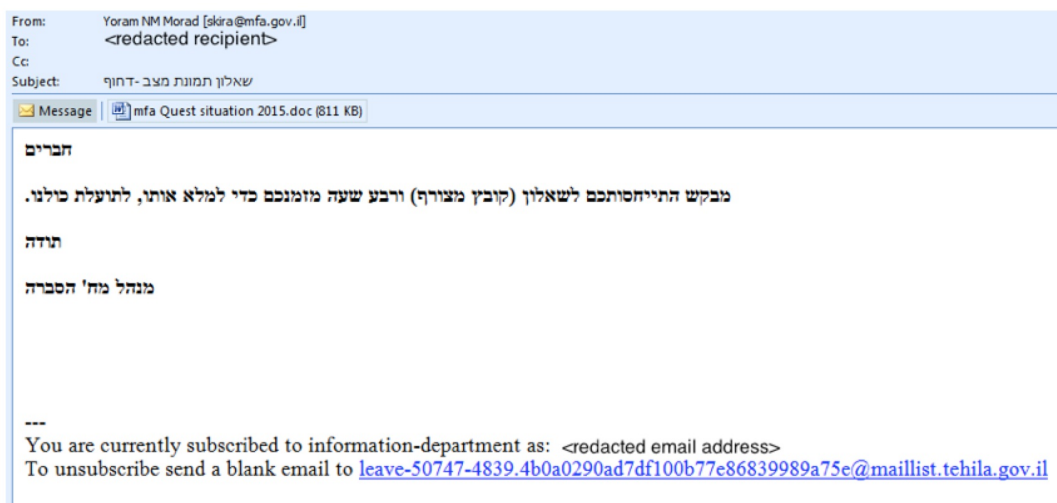 From: Yoram NM Morad [skira@mfa.gov.il]
To: <redacted recipient>
Cc:
Subject: שאלון תמונת מצב -דחוף
Message mfa Quest situation 2015.doc (811 KB)
חברים
מבקש התייחסותכם לשאלון (קובץ מצורף) ורבע שעה מזמנכם כדי למלא אותו, לתועלת כולנו.
תודה
מנהל מח' הסברה
---
You are currently subscribed to information-department as: <redacted email address>
To unsubscribe send a blank email to leave-50747-4839.4b0a0290ad7df100b77e86839989a75e@maillist.tehila.gov.il